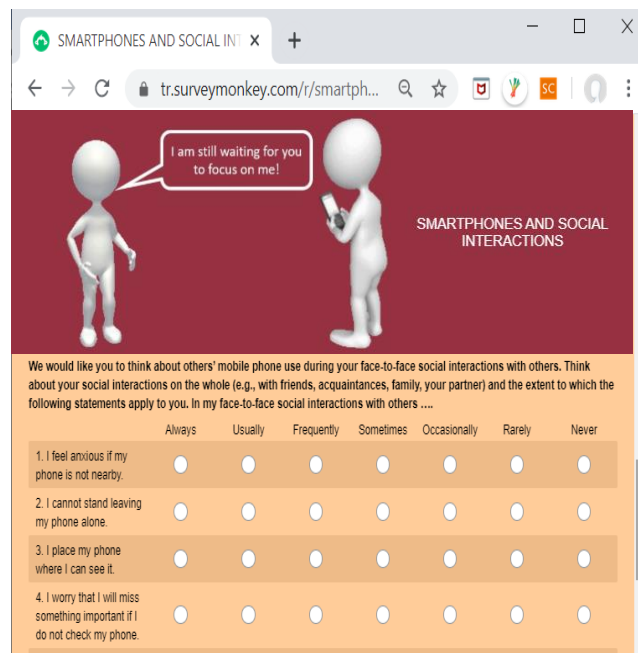 SMARTPHONES AND SOCIAL INT
tr.surveymonkey.com/r/smartph...
SC
I am still waiting for you
to focus on me!
SMARTPHONES AND SOCIAL
INTERACTIONS
We would like you to think about others' mobile phone use during your face-to-face social interactions with others. Think
about your social interactions on the whole (e.g., with friends, acquaintances, family, your partner) and the extent to which the
following statements apply to you. In my face-to-face social interactions with others ....
Always Usually Frequently Sometimes Occasionally Rarely Never
1. I feel anxious if my
phone is not nearby.
2. I cannot stand leaving
my phone alone.
3. I place my phone
where I can see it.
4. I worry that I will miss
something important if I
do not check my phone.